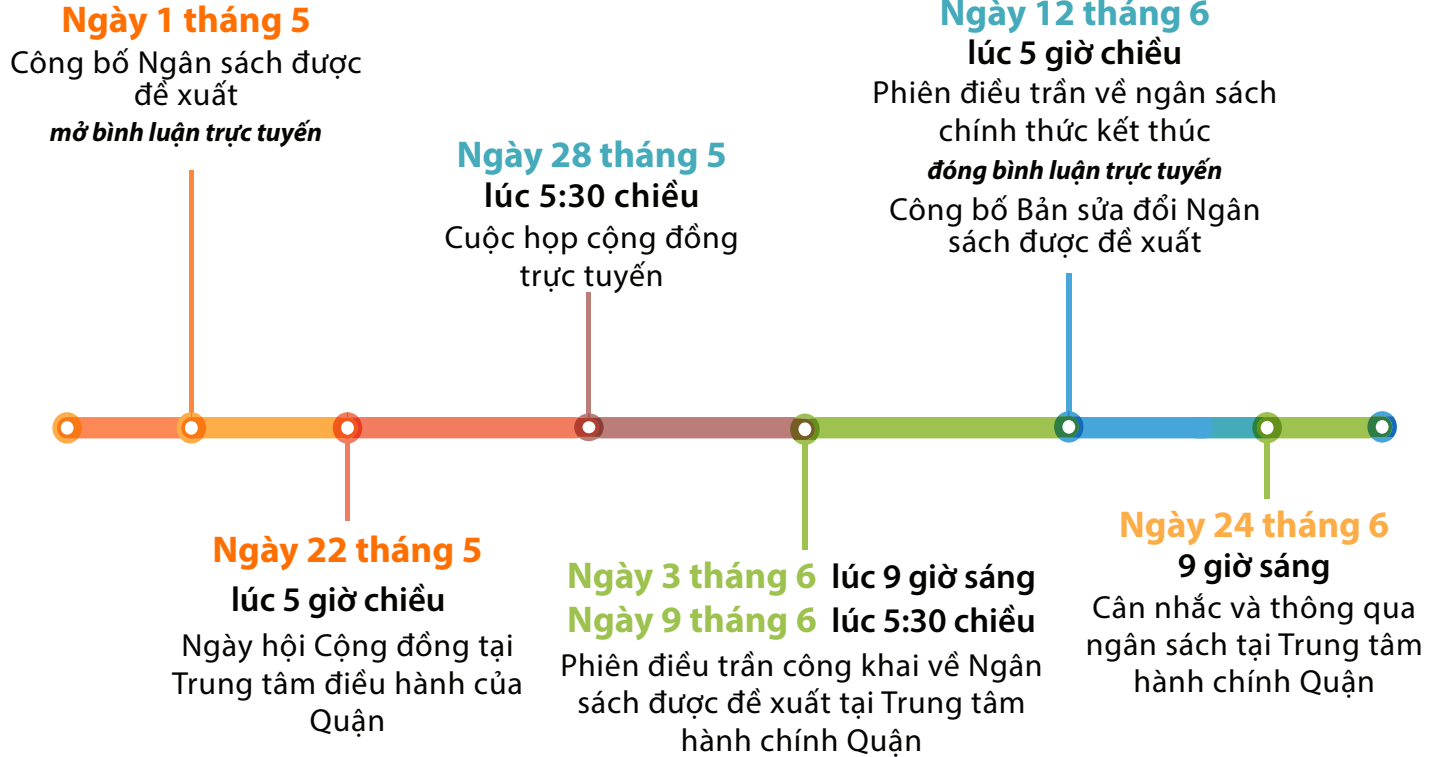 Ngày 1 tháng 5
Công bố Ngân sách được
đề xuất
mở bình luận trực tuyến
Ngày 22 tháng 5
lúc 5 giờ chiều
Ngày hội Cộng đồng tại
Trung tâm điều hành của
Quận
Ngày 28 tháng 5
lúc 5:30 chiều
Cuộc họp cộng đồng
trực tuyến
Ngày 3 tháng 6 lúc 9 giờ sáng
Ngày 9 tháng 6 lúc 5:30 chiều
Phiên điều trần công khai về Ngân
sách được đề xuất tại Trung tâm
hành chính Quận
Ngày 12 tháng 6
lúc 5 giờ chiều
Phiên điều trần về ngân sách
chính thức kết thúc
đóng bình luận trực tuyến
Công bố Bản sửa đổi Ngân
sách được đề xuất
Ngày 24 tháng 6
9 giờ sáng
Cân nhắc và thông qua
ngân sách tại Trung tâm
hành chính Quận